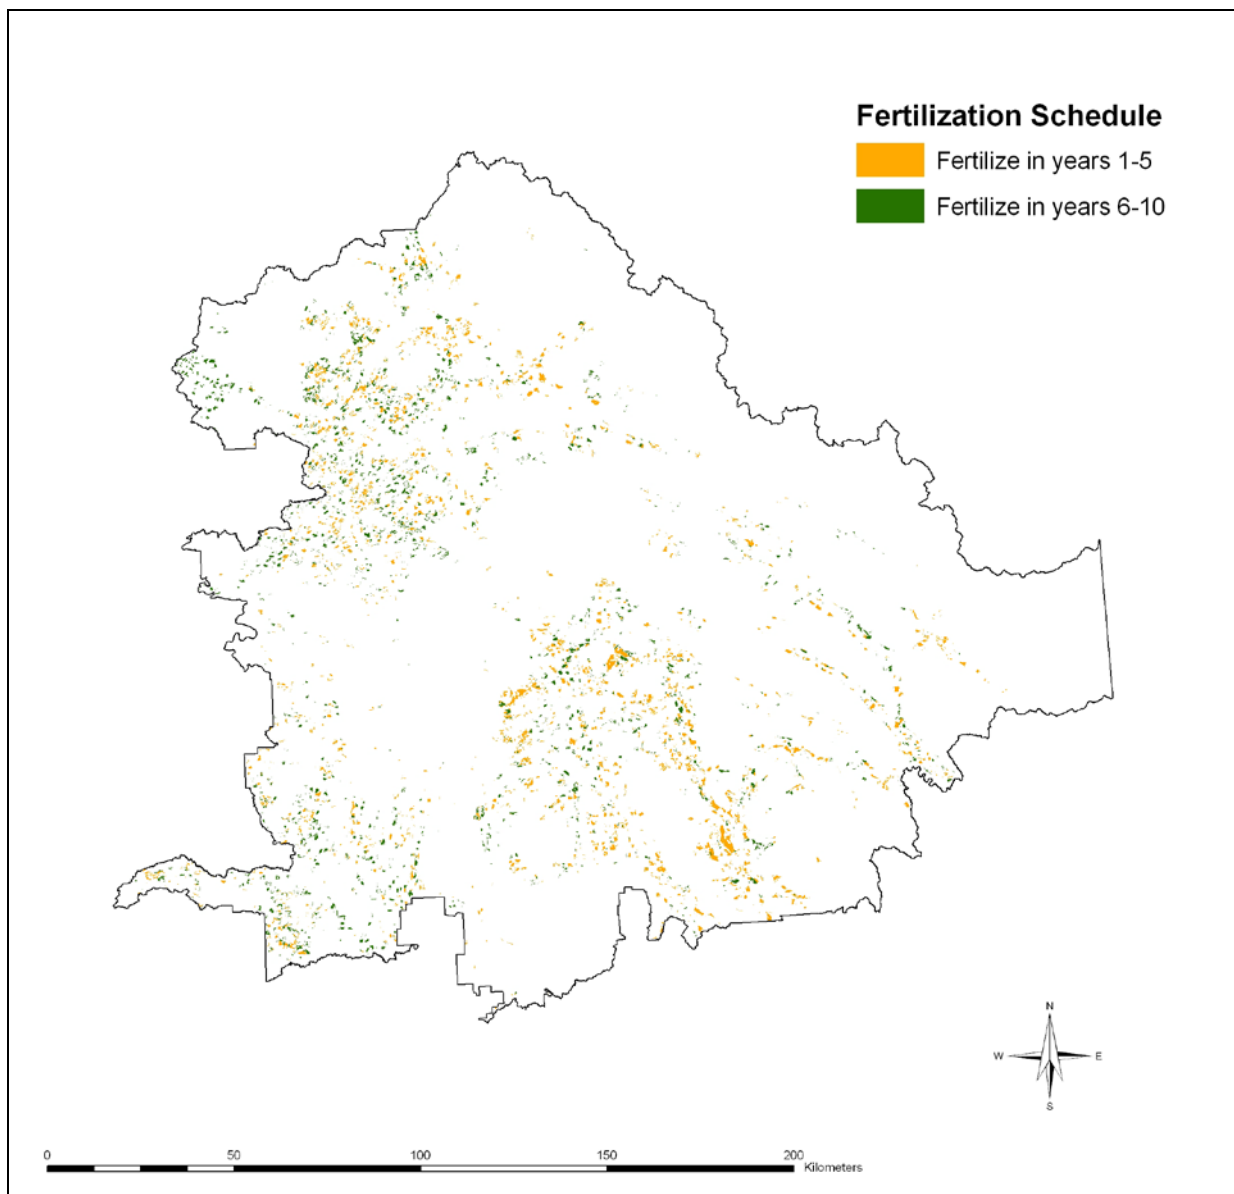 Fertilization Schedule
Fertilize in years 1-5
Fertilize in years 6-10
N
W E
S
0 50 100 150 200
Kilometers